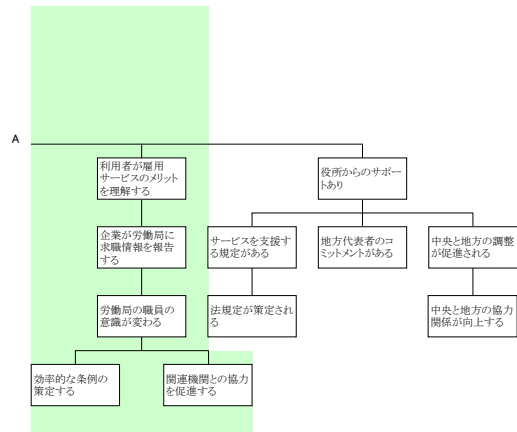 A
利用者が雇用
サービスのメリット
を理解する
役所からのサポー
トあり
企業が労働局に
求職情報を報告
する
サービスを支援す
る規定がある
地方代表者のコ
ミットメントがある
中央と地方の調整
が促進される
労働局の職員の
意識が変わる
法規定が策定され
る
中央と地方の協力
関係が向上する
効率的な条例の
策定する
関連機関との協力
を促進する